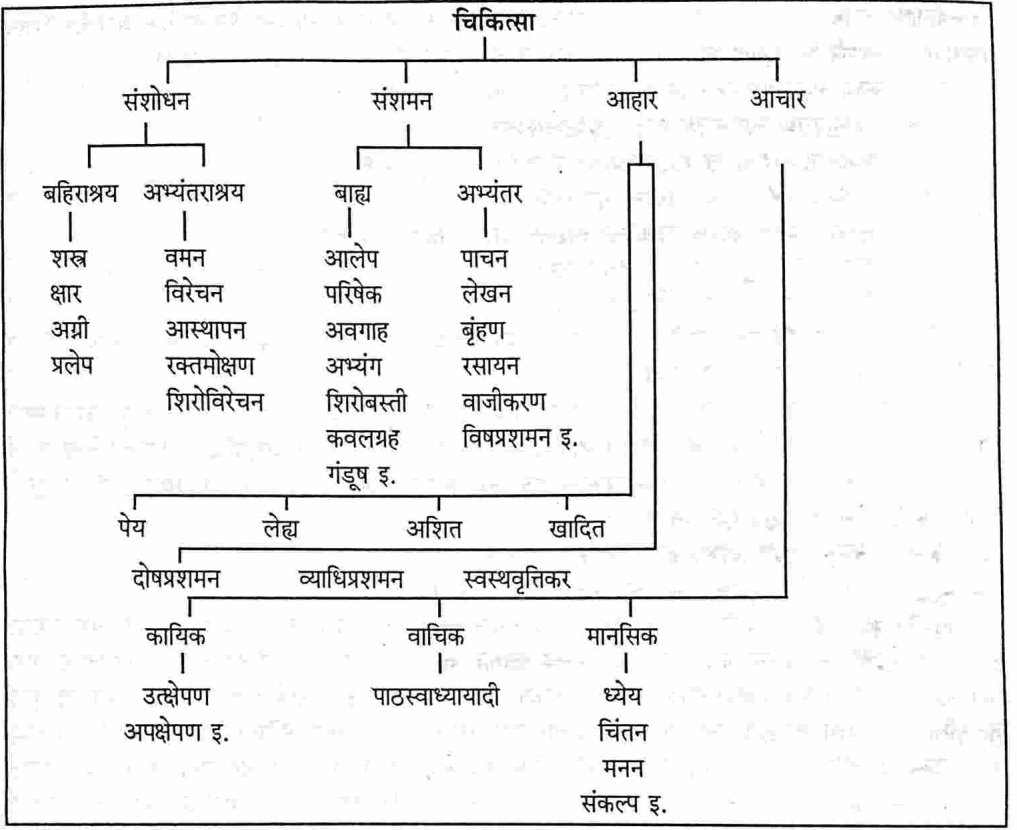 चिकित्सा
संशोधन संशमन आहार आचार
बहिराश्रय अभ्यंतराश्रय बाह्य अभ्यंतर
शस्त्र वमन आलेप पाचन
क्षार विरेचन परिषेक लेखन
अग्नी आस्थापन अवगाह बृंहण
प्रलेप रक्तमोक्षण अभ्यंग रसायन
शिरोविरेचन शिरोबस्ती वाजीकरण
कवलग्रह विषप्रशमन इ.
गंडूष इ.
पेय लेह्य अशित खादित
दोषप्रशमन व्याधिप्रशमन स्वस्थवृत्तिकर
कायिक वाचिक मानसिक
उत्क्षेपण पाठस्वाध्यायादी ध्येय
अपक्षेपण इ. चिंतन
मनन
संकल्प इ.